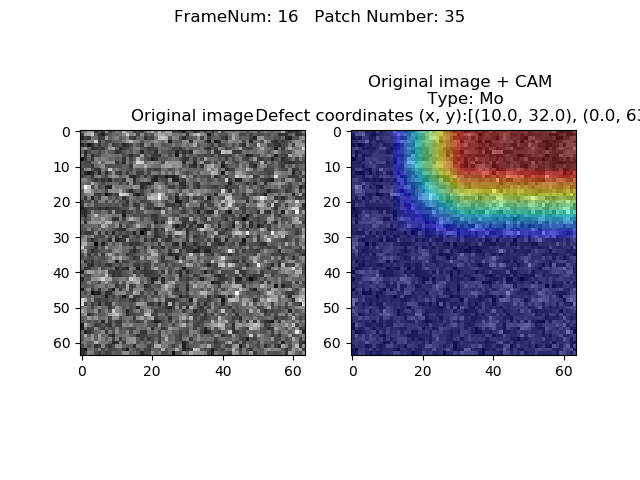 FrameNum: 16   Patch Number: 35
Original image + CAM
Type: Mo
Original image
Defect coordinates (x, y):[(10.0, 32.0), (0.0, 63
0
10
20
30
40
50
60
0 20 40 60
0
10
20
30
40
50
60
0 20 40 60